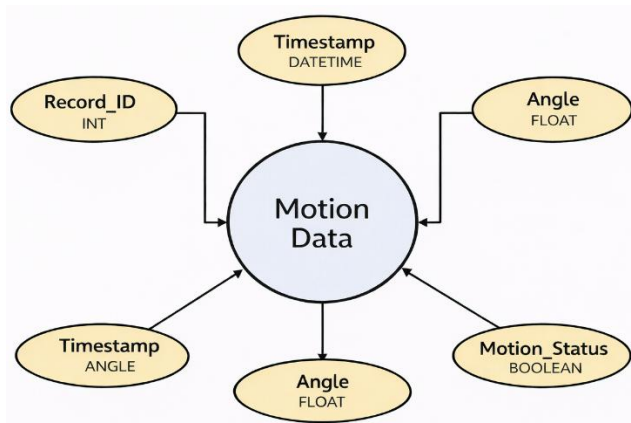 Timestamp
DATETIME
Record_ID
INT
Angle
FLOAT
Motion
Data
Timestamp
ANGLE
Angle
FLOAT
Motion_Status
BOOLEAN